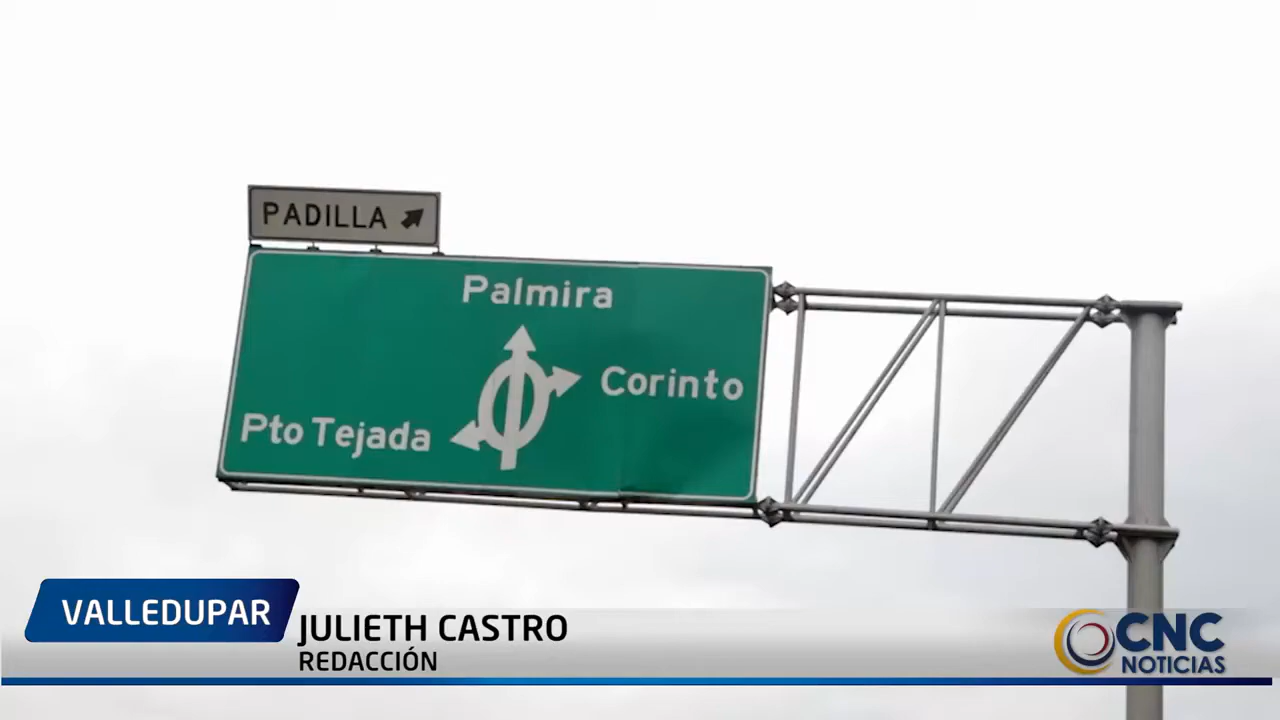 PADILLA
Palmira
Corinto
Pto Tejada
VALLEDUPAR
JULIETH CASTRO
REDACCIÓN
CNC
NOTICIAS